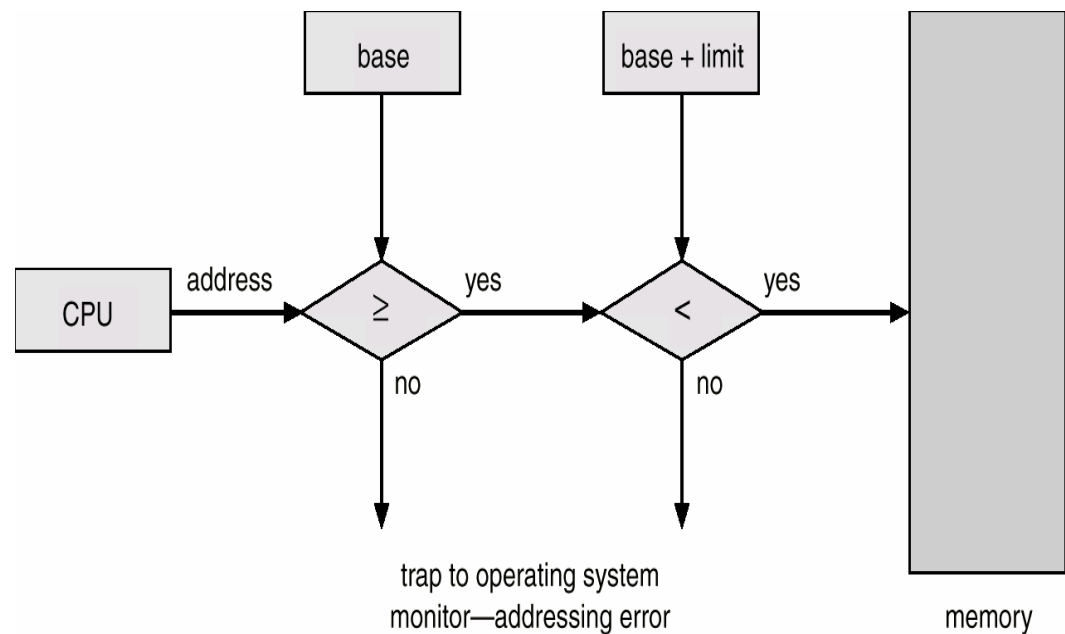 base
base + limit
address
yes
yes
CPU
≥
<
no
no
trap to operating system
monitor—addressing error
memory